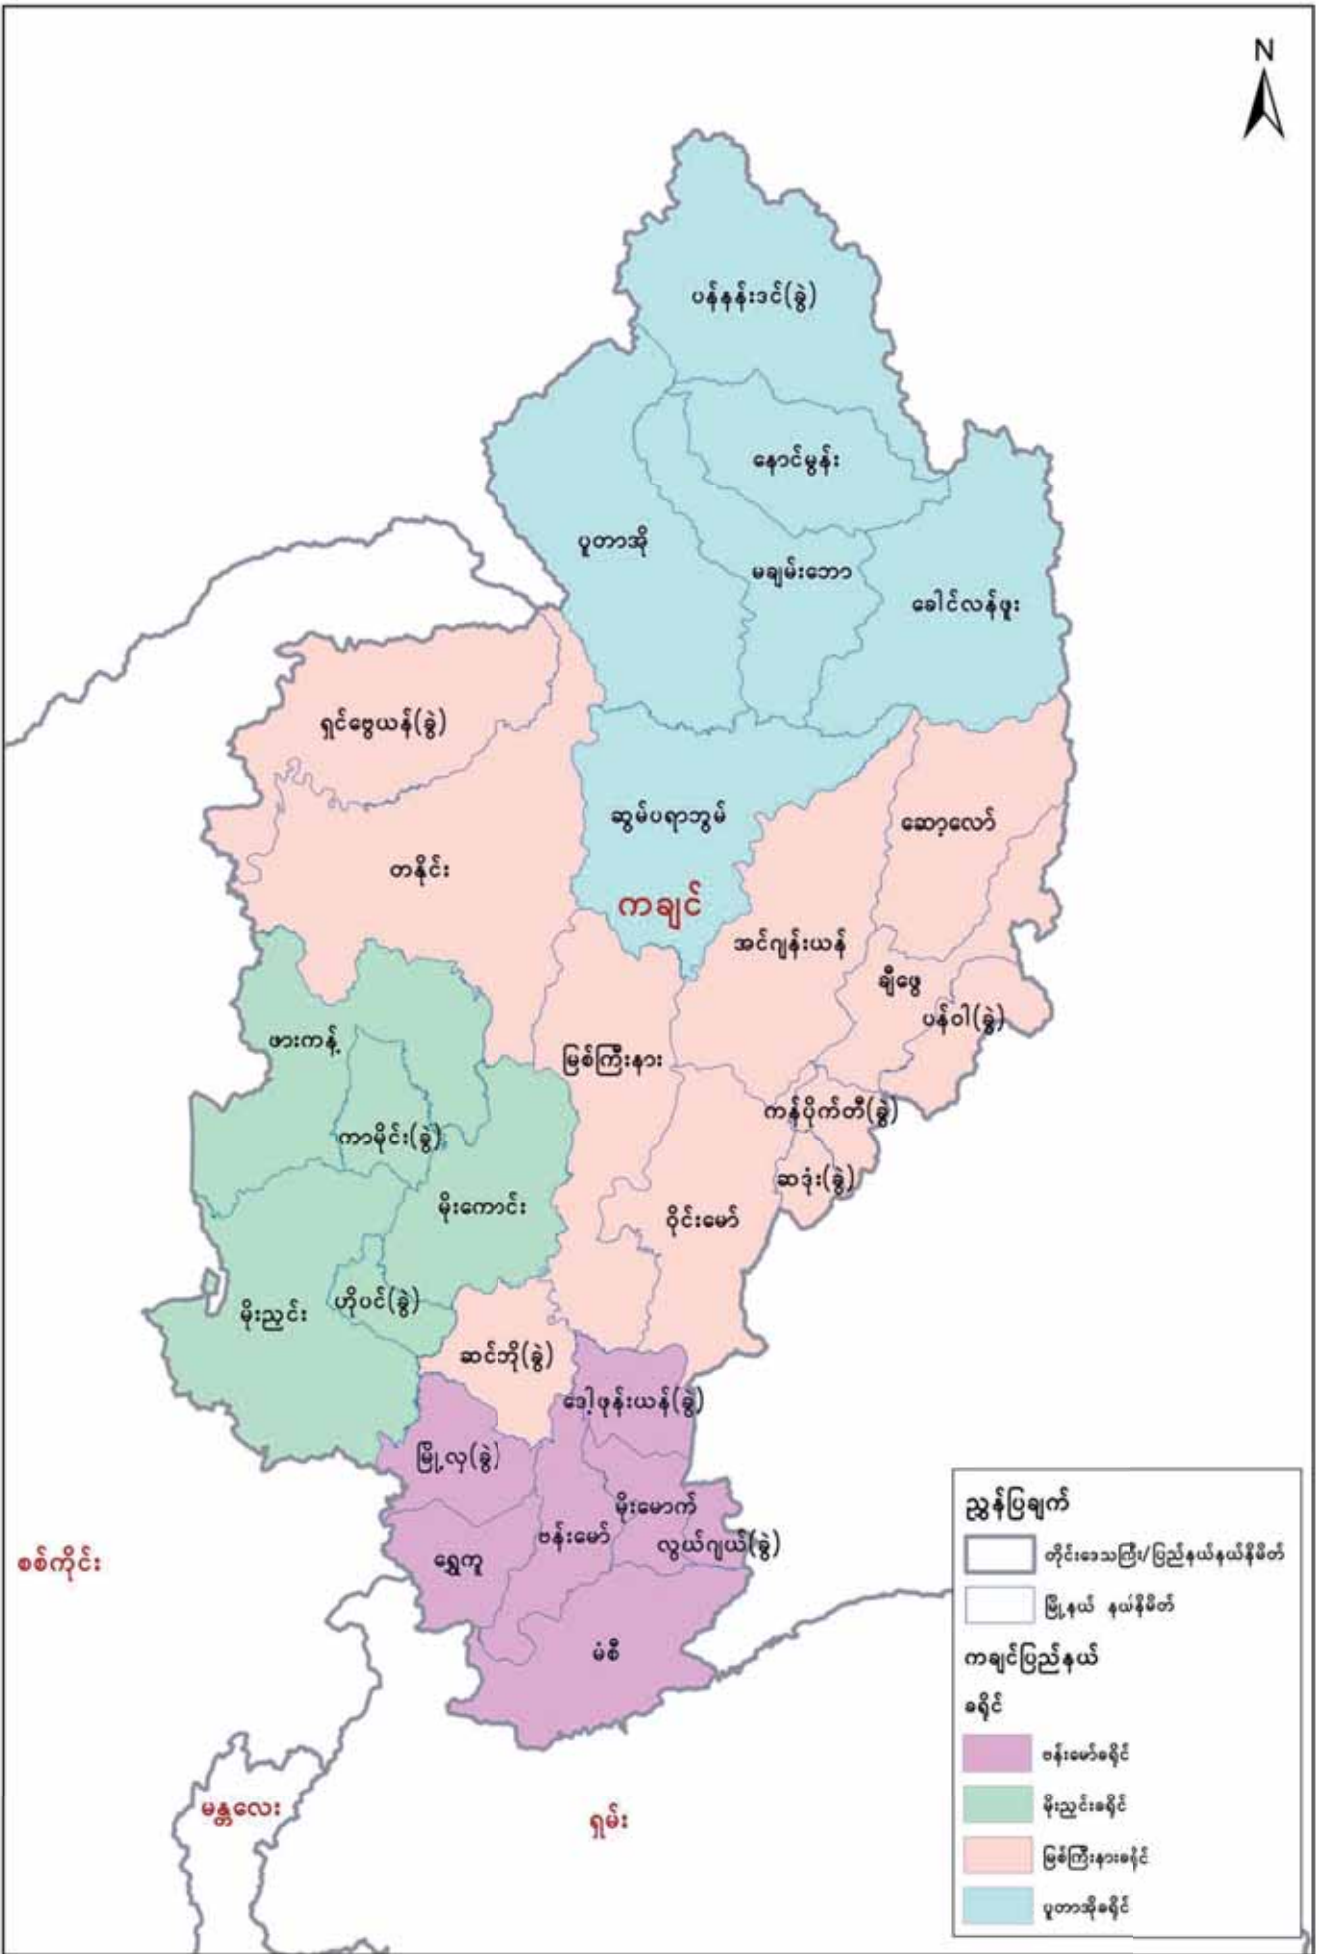 N
ပန်နန်းဒင်(ခွဲ)
နောင်မွန်း
ပူတာအို
မချမ်းဘော
ခေါင်လန်ဖူး
ရှင်ဗွေယန်(ခွဲ)
ဆွမ်ပရာဘွမ်
ဆော့လော်
တနိုင်း
ကချင်
အင်ဂျန်းယန်
ချီဖွေ
ပန်ဝါ(ခွဲ)
ဖားကန့်
မြစ်ကြီးနား
ကန်ပိုက်တီ(ခွဲ)
ကာမိုင်း(ခွဲ)
ဆဒုံး(ခွဲ)
မိုးကောင်း
ဝိုင်းမော်
ဟိုပင်(ခွဲ)
မိုးညှင်း
ဆင်ဘို(ခွဲ)
ဒေါ့ဖုန်းယန်(ခွဲ)
မြို့လှ(ခွဲ)
မိုးမောက်
ဗန်းမော်
လွယ်ဂျယ်(ခွဲ)
ရွှေကူ
စစ်ကိုင်း
မံစီ
မန္တလေး
ရှမ်း
ညွှန်ပြချက်
တိုင်းဒေသကြီး/ပြည်နယ်နယ်နိမိတ်
မြို့နယ် နယ်နိမိတ်
ကချင်ပြည်နယ်
ခရိုင်
ဗန်းမော်ခရိုင်
မိုးညှင်းခရိုင်
မြစ်ကြီးနားခရိုင်
ပူတာအိုခရိုင်